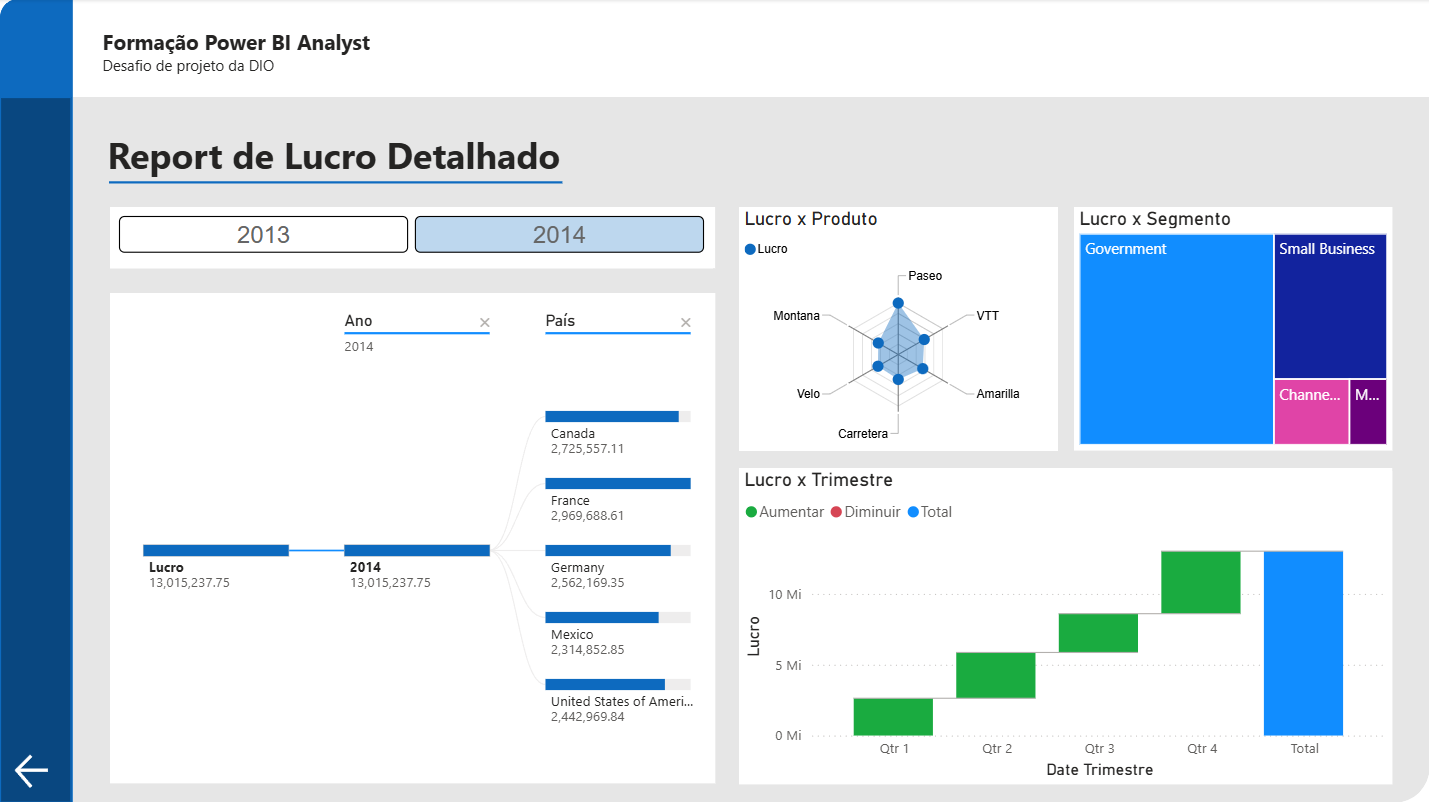 Formação Power BI Analyst
Desafio de projeto da DIO
Report de Lucro Detalhado
2013
2014
Ano
2014
País
Lucro
13,015,237.75
2014
13,015,237.75
Canada
2,725,557.11
France
2,969,688.61
Germany
2,562,169.35
Mexico
2,314,852.85
United States of Ameri...
2,442,969.84
Lucro x Produto
Lucro
Paseo
Montana
VTT
Velo
Amarilla
Carretera
Lucro x Segmento
Government
Small Business
Channe...
M...
Lucro x Trimestre
Aumentar Diminuir Total
Lucro
10 Mi
5 Mi
0 Mi
Qtr 1 Qtr 2 Qtr 3 Qtr 4 Total
Date Trimestre